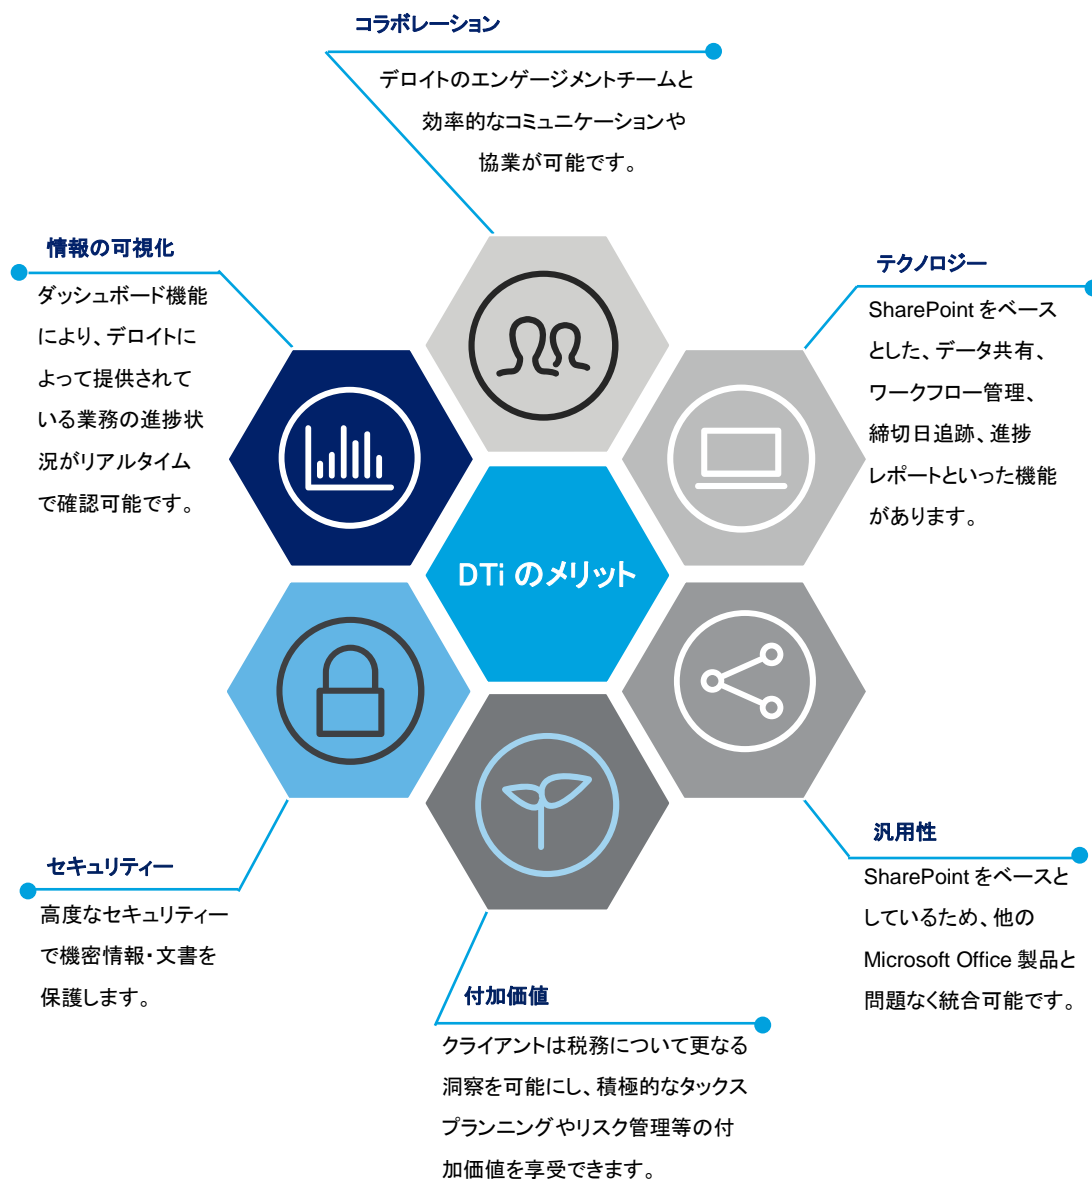 コラボレーション
デロイトのエンゲージメントチームと
効率的なコミュニケーションや
協業が可能です。
情報の可視化
ダッシュボード機能
により、デロイトに
よって提供されて
いる業務の進捗状
況がリアルタイム
で確認可能です。
テクノロジー
SharePoint をベース
とした、データ共有、
ワークフロー管理、
締切日追跡、進捗
レポートといった機能
があります。
DTi のメリット
セキュリティー
高度なセキュリティー
で機密情報・文書を
保護します。
汎用性
SharePoint をベースと
しているため、他の
Microsoft Office 製品と
問題なく統合可能です。
付加価値
クライアントは税務について更なる
洞察を可能にし、積極的なタックス
プランニングやリスク管理等の付
加価値を享受できます。